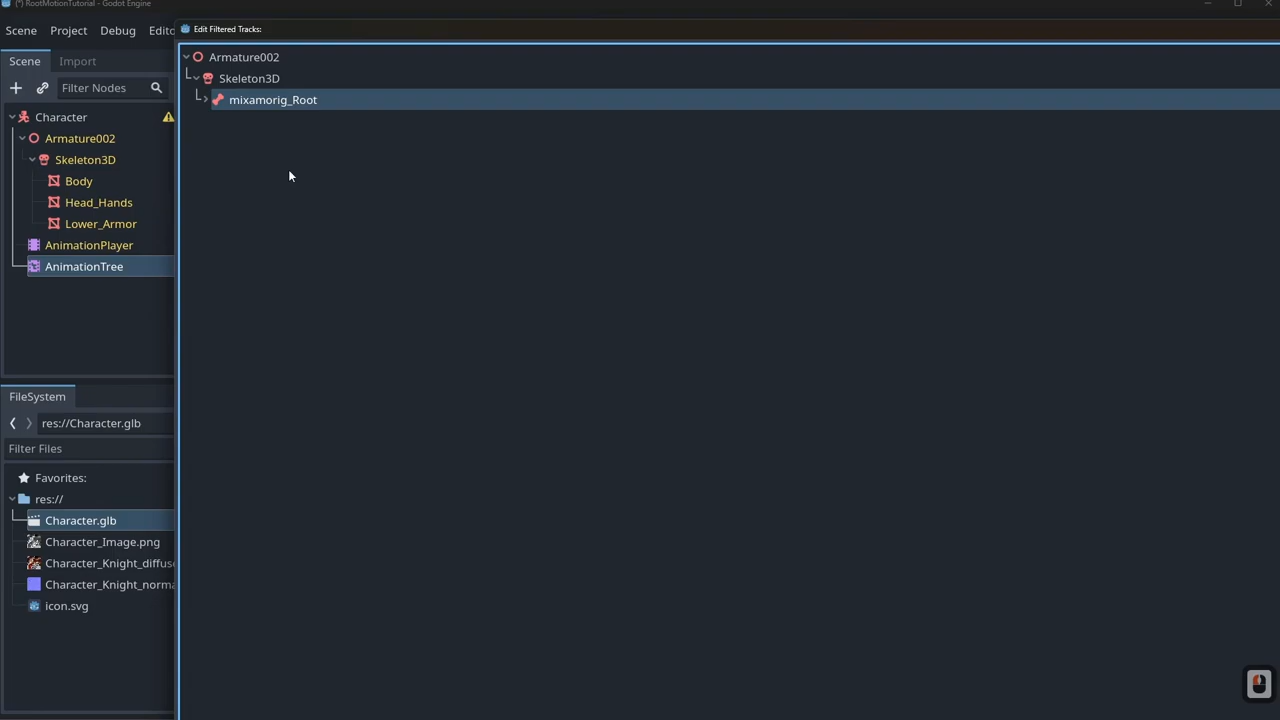 (*) RootMotionTutorial - Godot Engine
Scene Project Debug Edito
Edit Filtered Tracks:
Scene Import
Filter Nodes
Character
Armature002
Skeleton3D
Body
Head_Hands
Lower_Armor
AnimationPlayer
AnimationTree
FileSystem
res://Character.glb
Filter Files
Favorites:
res://
Character.glb
Character_Image.png
Character_Knight_diffuse
Character_Knight_norma
icon.svg
Armature002
Skeleton3D
mixamorig_Root